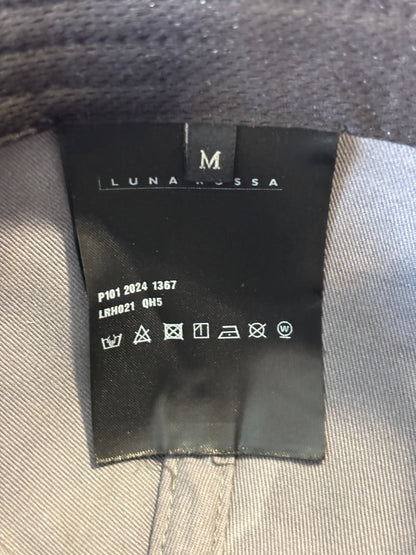 M
LUNA ROSSA
P101 2024 1367
LRH021 QH5
W